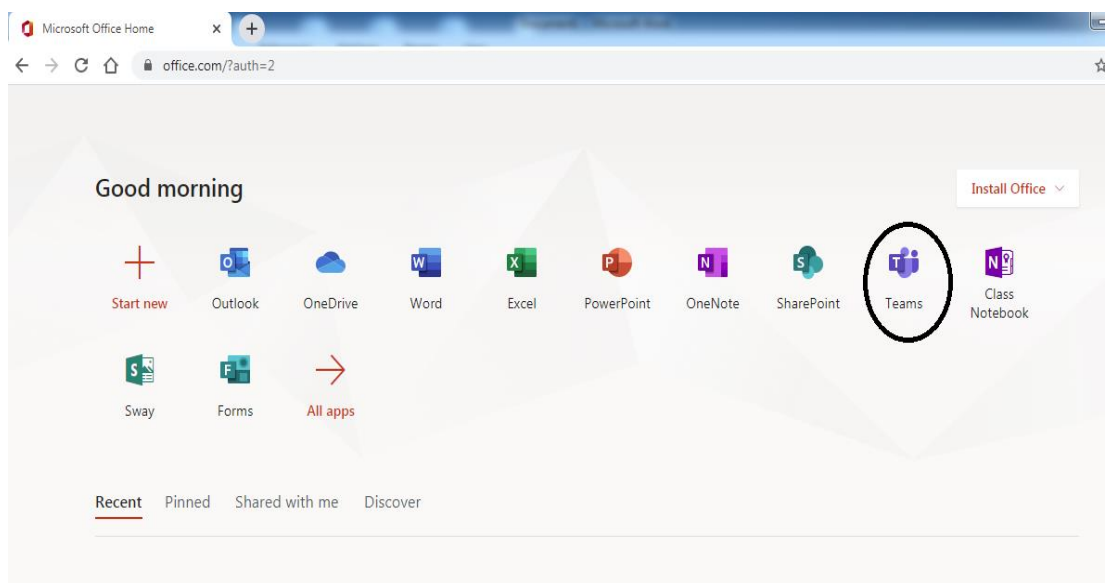 Microsoft Office Home
office.com/?auth=2
Good morning
Install Office
Start new
Outlook
OneDrive
Word
Excel
PowerPoint
OneNote
SharePoint
Teams
Class
Notebook
Sway
Forms
All apps
Recent Pinned Shared with me Discover